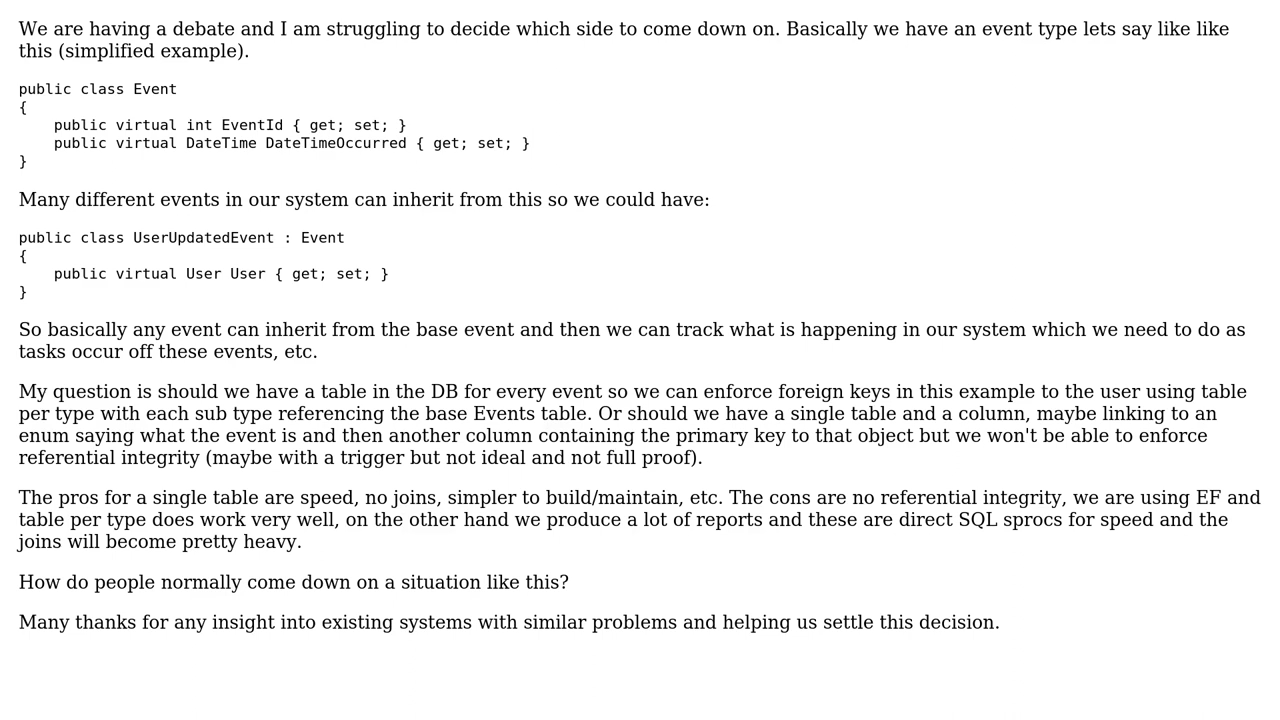 We are having a debate and I am struggling to decide which side to come down on. Basically we have an event type lets say like like
this (simplified example).
public class Event
{
    public virtual int EventId { get; set; }
    public virtual DateTime DateTimeOccurred { get; set; }
}
Many different events in our system can inherit from this so we could have:
public class UserUpdatedEvent : Event
{
    public virtual User User { get; set; }
}
So basically any event can inherit from the base event and then we can track what is happening in our system which we need to do as
tasks occur off these events, etc.
My question is should we have a table in the DB for every event so we can enforce foreign keys in this example to the user using table
per type with each sub type referencing the base Events table. Or should we have a single table and a column, maybe linking to an
enum saying what the event is and then another column containing the primary key to that object but we won't be able to enforce
referential integrity (maybe with a trigger but not ideal and not full proof).
The pros for a single table are speed, no joins, simpler to build/maintain, etc. The cons are no referential integrity, we are using EF and
table per type does work very well, on the other hand we produce a lot of reports and these are direct SQL sprocs for speed and the
joins will become pretty heavy.
How do people normally come down on a situation like this?
Many thanks for any insight into existing systems with similar problems and helping us settle this decision.